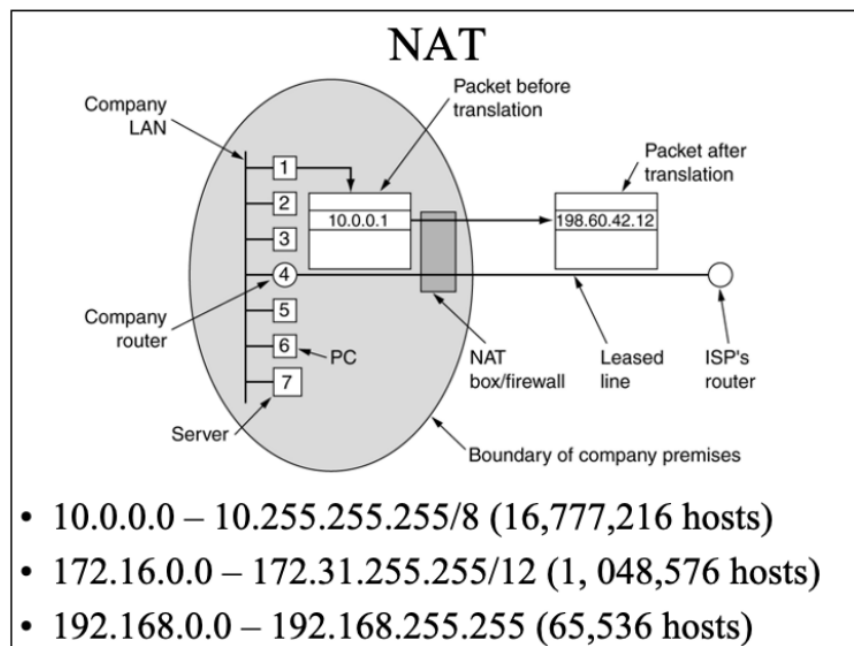 NAT
Packet before
translation
Company
LAN
Packet after
translation
1
2
10.0.0.1
198.60.42.12
3
4
Company
router
5
6
PC
NAT
box/firewall
Leased
line
ISP's
router
7
Server
Boundary of company premises
• 10.0.0.0 – 10.255.255.255/8 (16,777,216 hosts)
• 172.16.0.0 – 172.31.255.255/12 (1, 048,576 hosts)
• 192.168.0.0 – 192.168.255.255 (65,536 hosts)